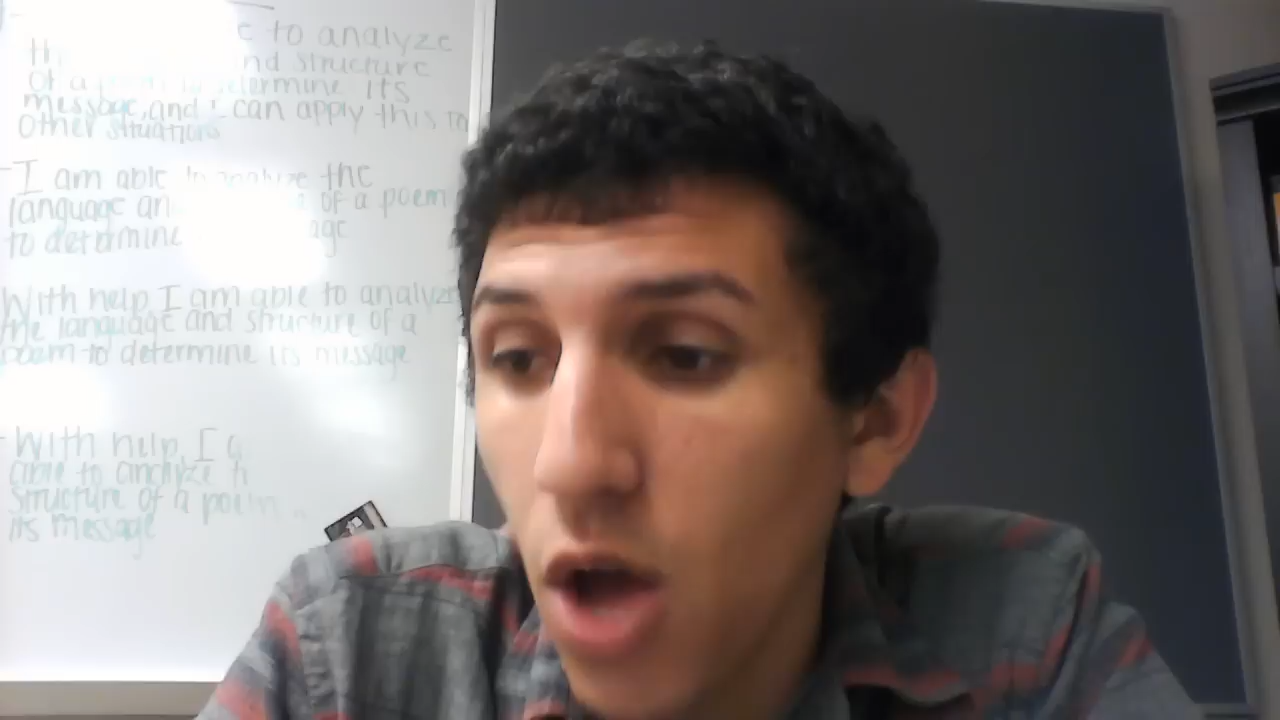 to analyze
and structure
of a its
message, and I can apply this to
other situations
- I am able to analyze the
language an of a poem
to determine
With help I am able to analyze
the language and structure of a
poem to determine its message
- With help, I
able to analyze
structure of a poem
its message